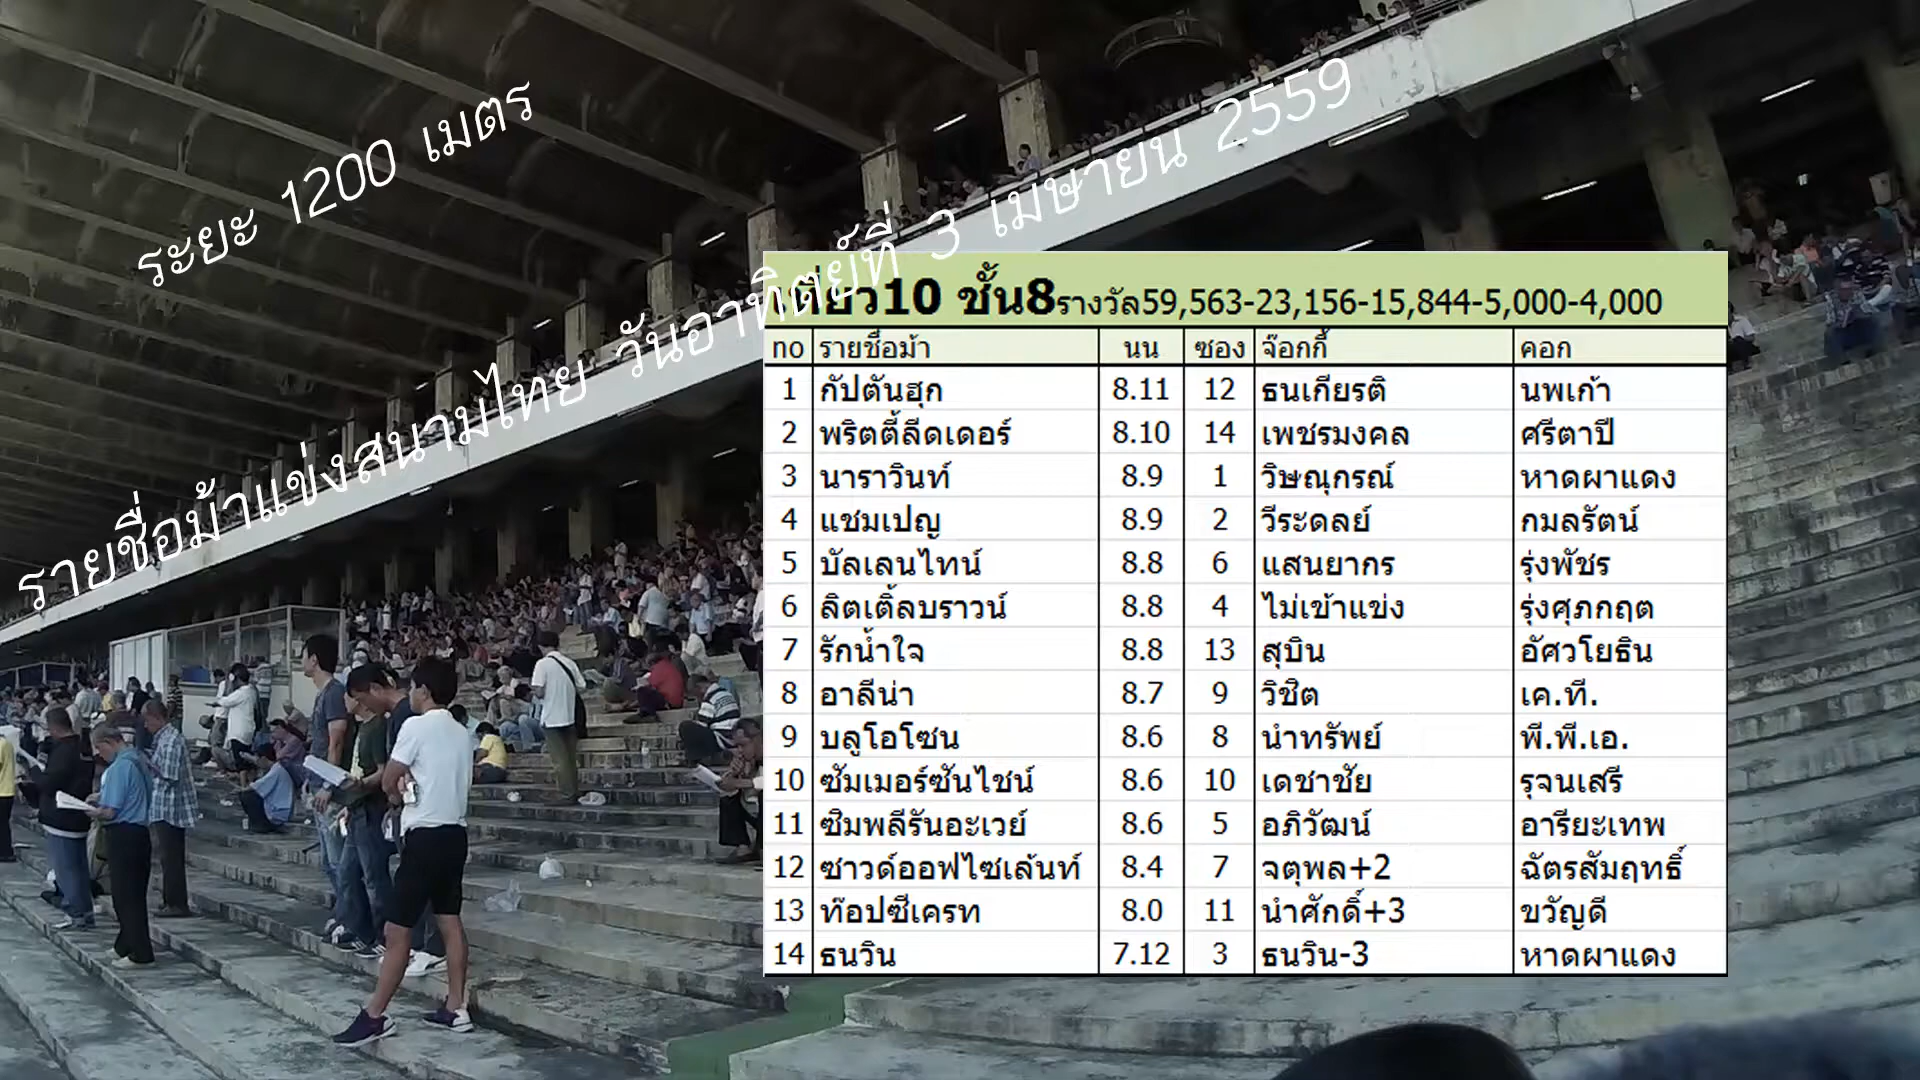 ระยะ 1200 เมตร
รายชื่อม้าแข่งสนามไทย วันอาทิตย์ที่ 3 เมษายน 2559
เที่ยว10 ชั้น8รางวัล59,563-23,156-15,844-5,000-4,000
no รายชื่อม้า นน ซอง จ๊อกกี้ คอก
1 กัปตันฮุก 8.11 12 ธนเกียรติ นพเก้า
2 พริตตี้ลีดเดอร์ 8.10 14 เพชรมงคล ศรีตาปี
3 นาราวินท์ 8.9 1 วิษณุกรณ์ หาดผาแดง
4 แชมเปญ 8.9 2 วีระดลย์ กมลรัตน์
5 บัลเลนไทน์ 8.8 6 แสนยากร รุ่งพัชร
6 ลิตเติ้ลบราวน์ 8.8 4 ไม่เข้าแข่ง รุ่งศุภกฤต
7 รักน้ำใจ 8.8 13 สุบิน อัศวโยธิน
8 อาลีน่า 8.7 9 วิชิต เค.ที.
9 บลูโอโซน 8.6 8 นำทรัพย์ พี.พี.เอ.
10 ซัมเมอร์ซันไชน์ 8.6 10 เดชาชัย รุจนเสรี
11 ซิมพลีรันอะเวย์ 8.6 5 อภิวัฒน์ อารียะเทพ
12 ซาวด์ออฟไซเล้นท์ 8.4 7 จตุพล+2 ฉัตรสัมฤทธิ์
13 ท๊อปซีเครท 8.0 11 นำศักดิ์+3 ขวัญดี
14 ธนวิน 7.12 3 ธนวิน-3 หาดผาแดง